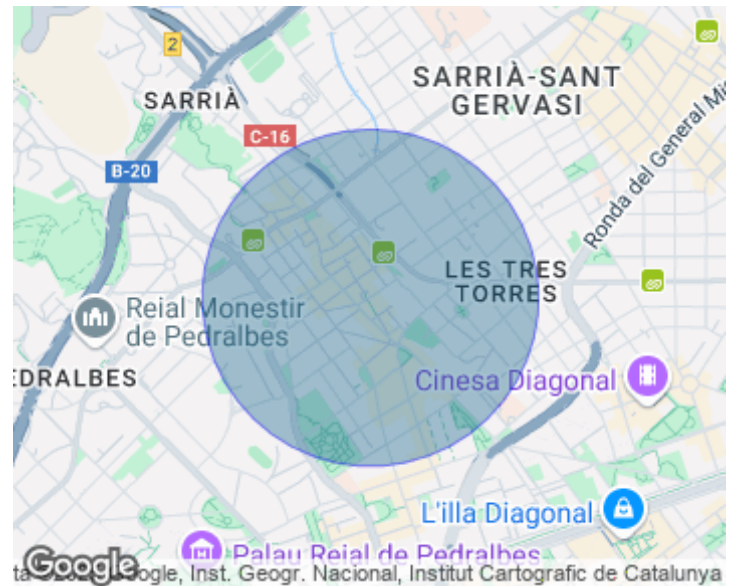 2
SARRIÀ-SANT
GERVASI
SARRIÀ
C-16
B-20
Ronda del General Mi
LES TRES
TORRES
Reial Monestir
de Pedralbes
EDRALBES
Cinesa Diagonal
L'illa Diagonal
Palau Reial de Pedralbes
Google
Google, Inst. Geogr. Nacional, Institut Cartografic de Catalunya